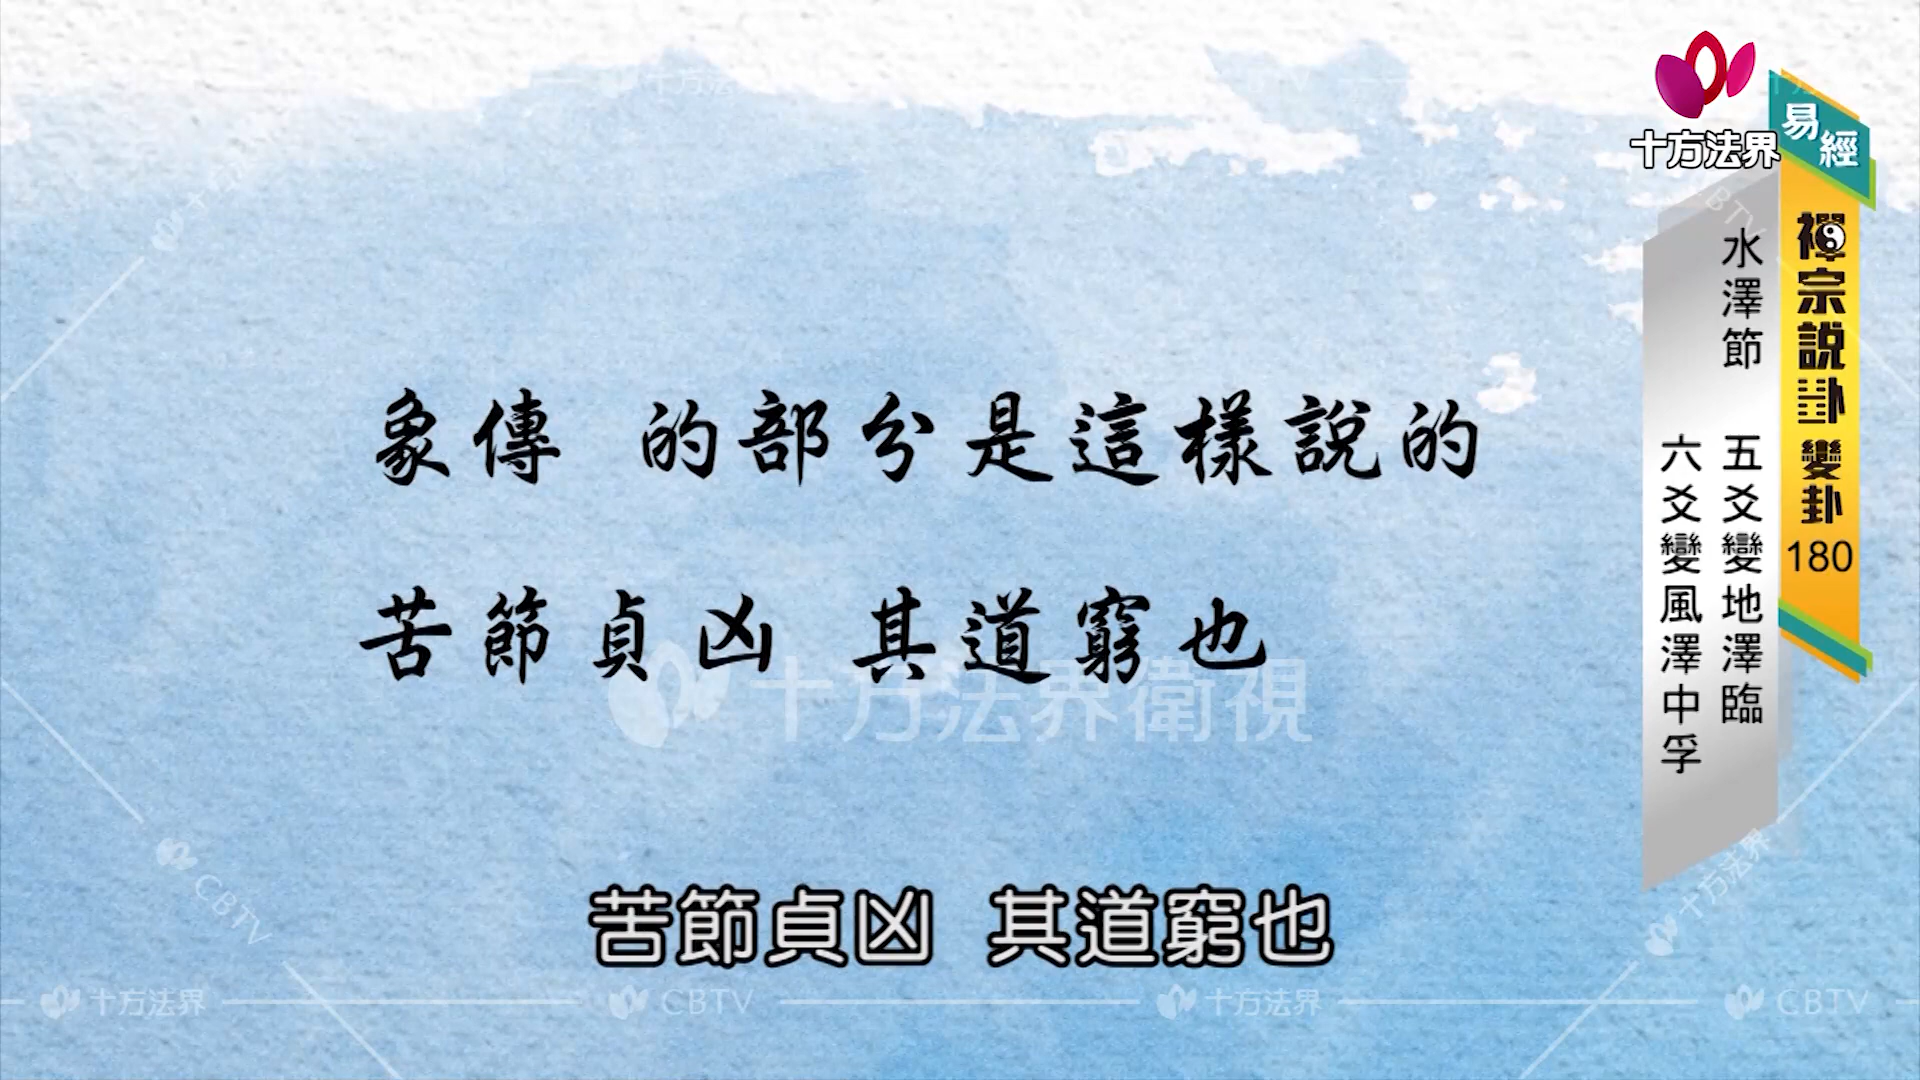 十方法界
易經
禪宗說卦 變卦 180
水澤節 五爻變地澤臨
六爻變風澤中孚
象傳 的部分是這樣說的
苦節貞凶 其道窮也
十方法界衛視
苦節貞凶 其道窮也
十方法界 CBTV 十方法界 CBTV